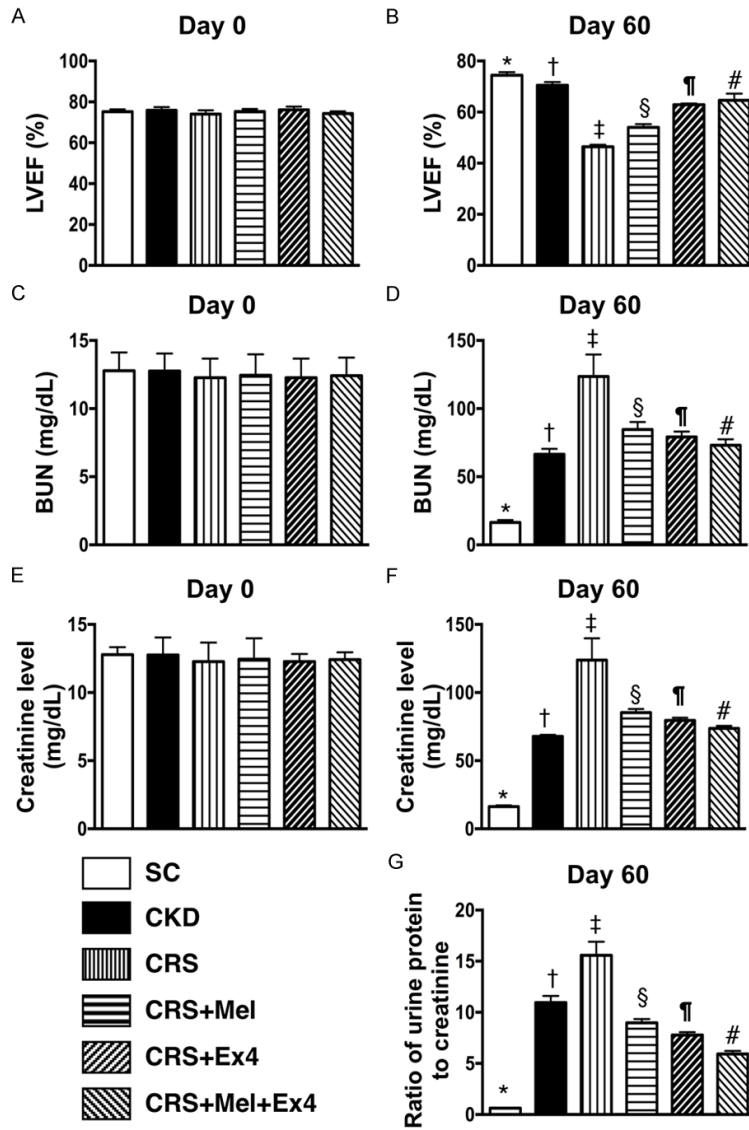 A
Day 0
100
80
60
40
20
0
LVEF (%)
B
Day 60
80
60
40
20
0
LVEF (%)
* † ‡ § ¶ #
C
Day 0
15
10
5
0
BUN (mg/dL)
D
Day 60
150
100
50
0
BUN (mg/dL)
* † ‡ § ¶ #
E
Day 0
15
10
5
0
Creatinine level
(mg/dL)
F
Day 60
150
100
50
0
Creatinine level
(mg/dL)
* † ‡ § ¶ #
SC
CKD
CRS
CRS+Mel
CRS+Ex4
CRS+Mel+Ex4
G
Day 60
20
15
10
5
0
Ratio of urine protein
to creatinine
* † ‡ § ¶ #